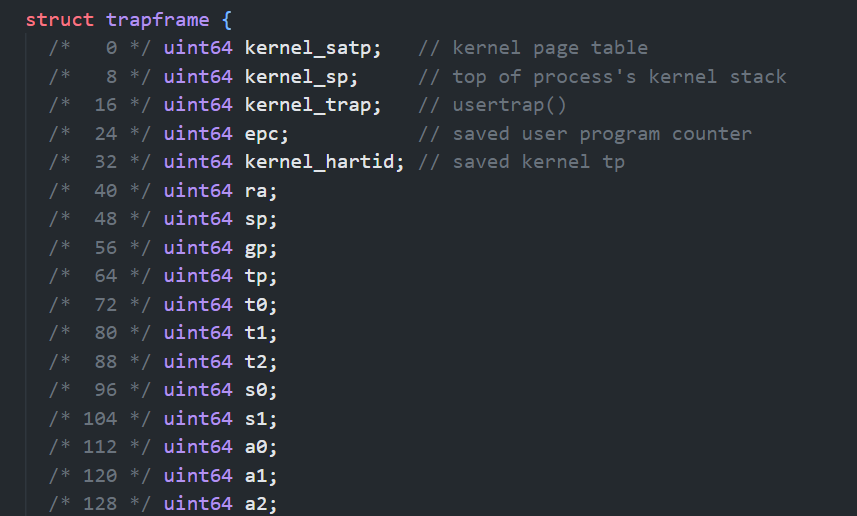 struct trapframe {
  /*   0 */ uint64 kernel_satp;   // kernel page table
  /*   8 */ uint64 kernel_sp;     // top of process's kernel stack
  /*  16 */ uint64 kernel_trap;   // usertrap()
  /*  24 */ uint64 epc;           // saved user program counter
  /*  32 */ uint64 kernel_hartid; // saved kernel tp
  /*  40 */ uint64 ra;
  /*  48 */ uint64 sp;
  /*  56 */ uint64 gp;
  /*  64 */ uint64 tp;
  /*  72 */ uint64 t0;
  /*  80 */ uint64 t1;
  /*  88 */ uint64 t2;
  /*  96 */ uint64 s0;
  /* 104 */ uint64 s1;
  /* 112 */ uint64 a0;
  /* 120 */ uint64 a1;
  /* 128 */ uint64 a2;